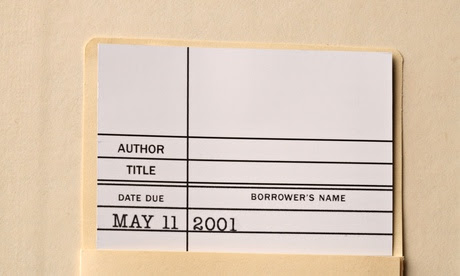 AUTHOR
TITLE
DATE DUE BORROWER'S NAME
MAY 11 2001